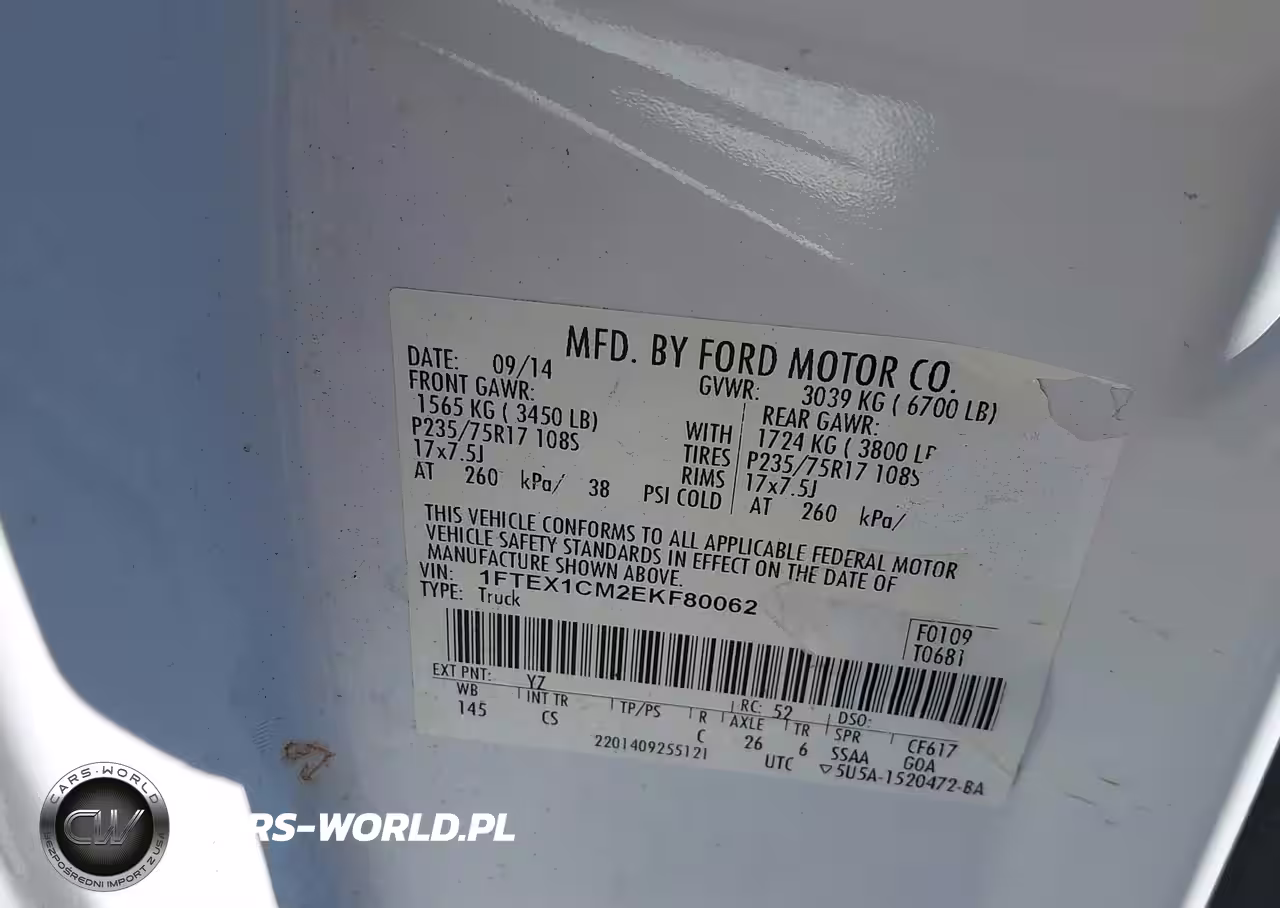 MFD. BY FORD MOTOR CO.
DATE: 09/14 GVWR: 3039 KG ( 6700 LB)
FRONT GAWR: REAR GAWR:
1565 KG ( 3450 LB) WITH 1724 KG ( 3800 L
P235/75R17 108S TIRES P235/75R17 108S
17x7.5J RIMS 17x7.5J
AT 260 kPa/ 38 PSI COLD AT 260 kPa/
THIS VEHICLE CONFORMS TO ALL APPLICABLE FEDERAL MOTOR
VEHICLE SAFETY STANDARDS IN EFFECT ON THE DATE OF
MANUFACTURE SHOWN ABOVE.
VIN: 1FTEX1CM2EKF80062
TYPE: Truck
F0109
T0681
EXT PNT: YZ RC: 52 DSO:
WB INT TR TP/PS R AXLE TR SPR CF617
145 CS C 26 6 SSAA GOA
2201409255121 UTC ▽5U5A-1520472-BA
CARS-WORLD
CW
BEZPOŚREDNI IMPORT Z USA
RS-WORLD.PL